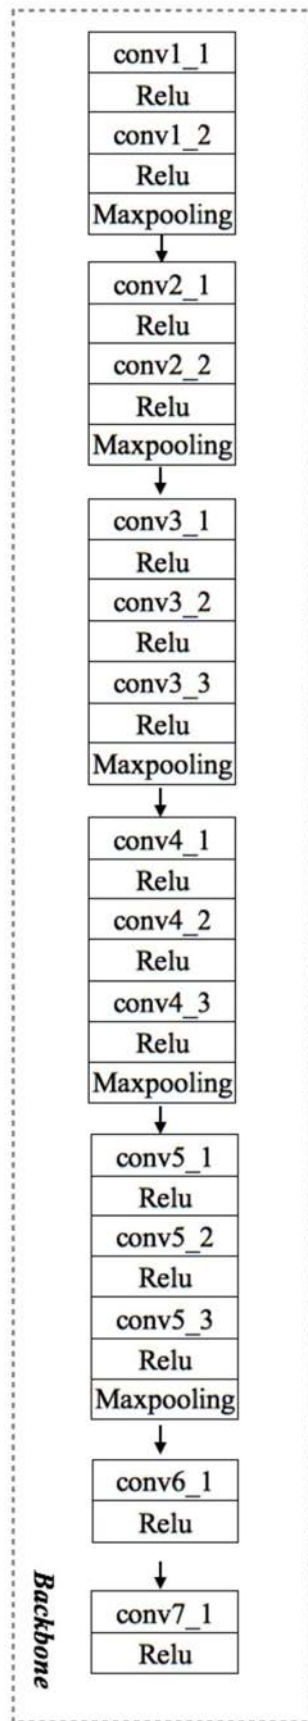 conv1_1
Relu
conv1_2
Relu
Maxpooling
conv2_1
Relu
conv2_2
Relu
Maxpooling
conv3_1
Relu
conv3_2
Relu
conv3_3
Relu
Maxpooling
conv4_1
Relu
conv4_2
Relu
conv4_3
Relu
Maxpooling
conv5_1
Relu
conv5_2
Relu
conv5_3
Relu
Maxpooling
conv6_1
Relu
conv7_1
Relu
Backbone